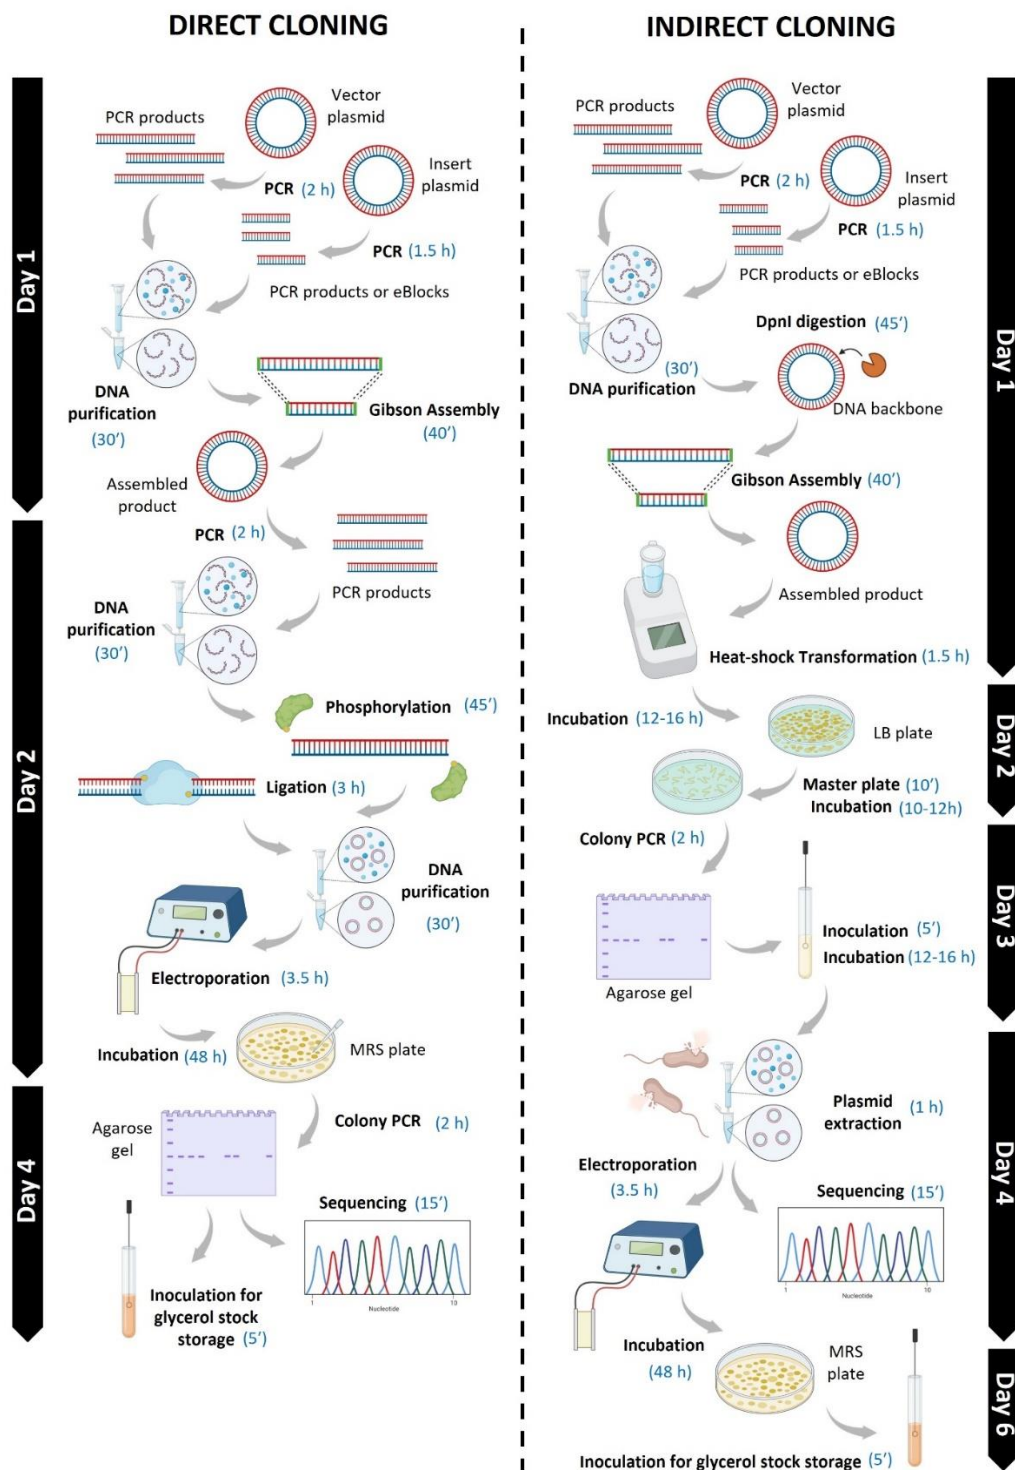 DIRECT CLONING
Day 1
PCR products
Vector
plasmid
Insert
plasmid
PCR (2 h)
PCR (1.5 h)
PCR products or eBlocks
DNA
purification
(30’)
Gibson Assembly
(40’)
Assembled
product
Day 2
PCR (2 h)
PCR products
DNA
purification
(30’)
Phosphorylation (45’)
Ligation (3 h)
DNA
purification
(30’)
Electroporation (3.5 h)
Incubation (48 h)
MRS plate
Day 4
Colony PCR (2 h)
Agarose
gel
Sequencing (15’)
1
10
Nucleotide
Inoculation for
glycerol stock
storage (5’)
INDIRECT CLONING
Day 1
PCR products
Vector
plasmid
Insert
plasmid
PCR (2 h)
PCR (1.5 h)
PCR products or eBlocks
DpnI digestion (45’)
(30’)
DNA purification
DNA backbone
Gibson Assembly (40’)
Assembled product
Heat-shock Transformation (1.5 h)
Day 2
Incubation (12-16 h)
LB plate
Master plate (10’)
Incubation (10-12h)
Day 3
Colony PCR (2 h)
Agarose gel
Inoculation (5’)
Incubation (12-16 h)
Day 4
Plasmid
extraction
(1 h)
Electroporation
(3.5 h)
Sequencing (15’)
1
10
Nucleotide
Incubation
(48 h)
MRS
plate
Day 6
Inoculation for glycerol stock storage (5’)